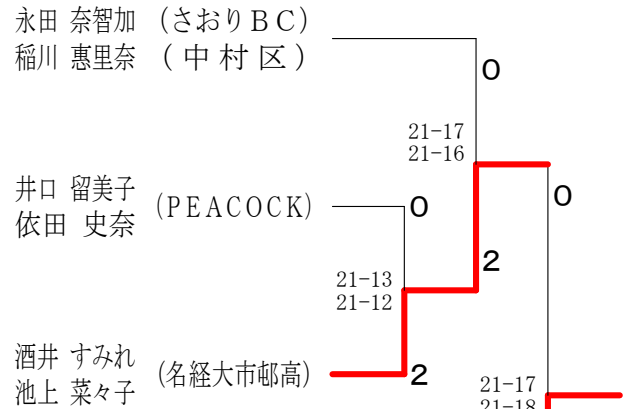 永田 奈智加 (さおりBC)
稲川 惠里奈 (中村区)
0
21-17
21-16
井口 留美子
依田 史奈 (PEACOCK)
0
0
2
21-13
21-12
酒井 すみれ
池上 菜々子 (名経大市邨高)
2
21-17
21-18